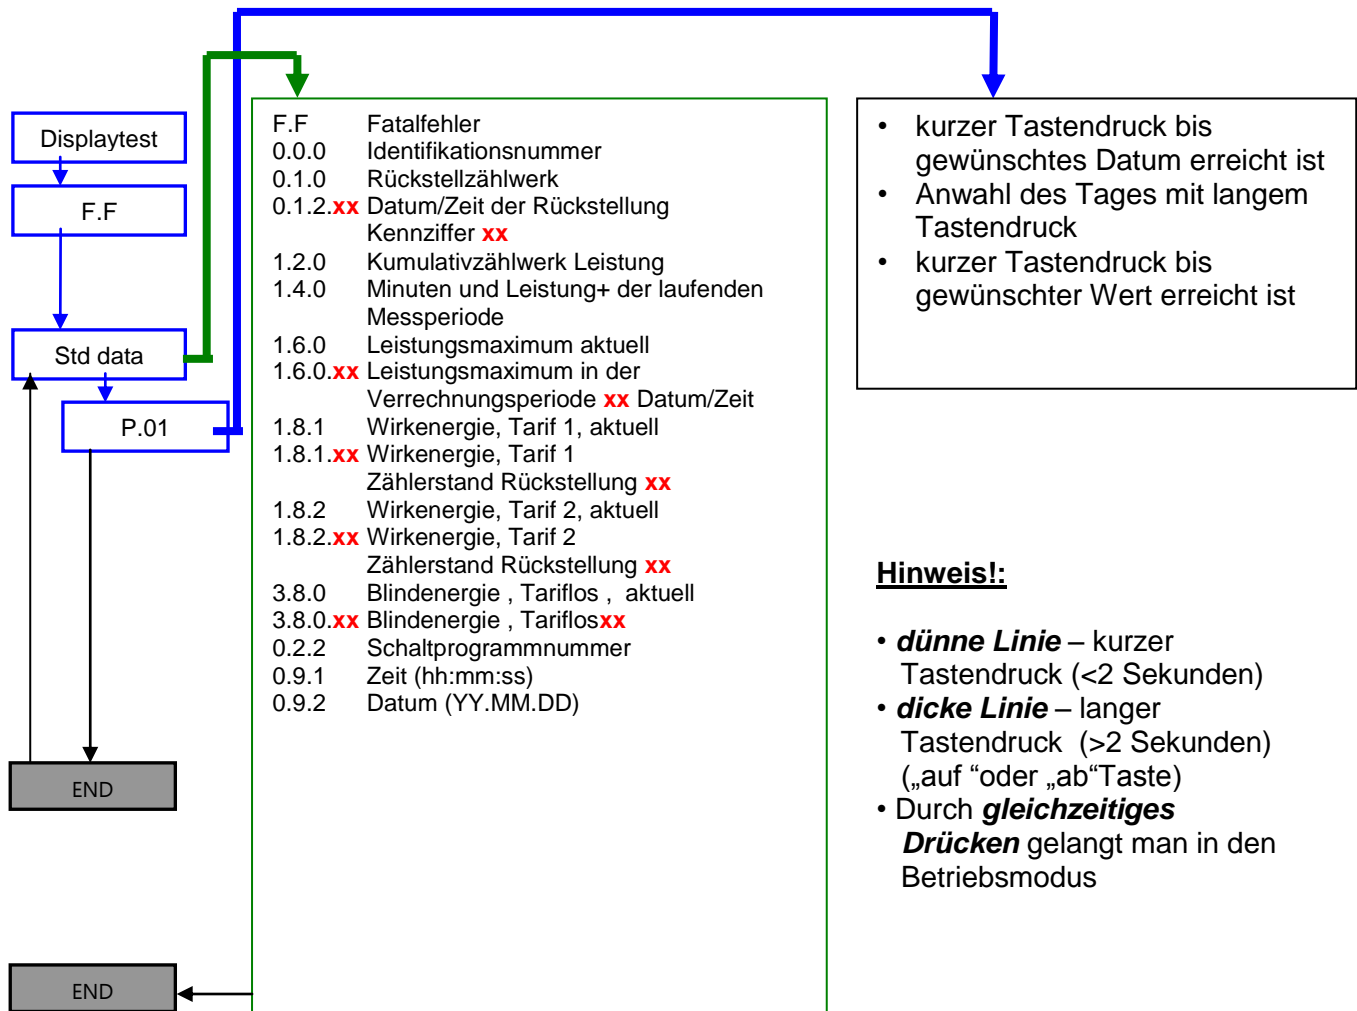 Displaytest
F.F
Std data
P.01
END
END
F.F Fatalfehler
0.0.0 Identifikationsnummer
0.1.0 Rückstellzählwerk
0.1.2.xx Datum/Zeit der Rückstellung
Kennziffer xx
1.2.0 Kumulativzählwerk Leistung
1.4.0 Minuten und Leistung+ der laufenden
Messperiode
1.6.0 Leistungsmaximum aktuell
1.6.0.xx Leistungsmaximum in der
Verrechnungsperiode xx Datum/Zeit
1.8.1 Wirkenergie, Tarif 1, aktuell
1.8.1.xx Wirkenergie, Tarif 1
Zählerstand Rückstellung xx
1.8.2 Wirkenergie, Tarif 2, aktuell
1.8.2.xx Wirkenergie, Tarif 2
Zählerstand Rückstellung xx
3.8.0 Blindenergie , Tariflos , aktuell
3.8.0.xx Blindenergie , Tariflosxx
0.2.2 Schaltprogrammnummer
0.9.1 Zeit (hh:mm:ss)
0.9.2 Datum (YY.MM.DD)
• kurzer Tastendruck bis
gewünschtes Datum erreicht ist
• Anwahl des Tages mit langem
Tastendruck
• kurzer Tastendruck bis
gewünschter Wert erreicht ist
Hinweis!:
• dünne Linie – kurzer
Tastendruck (<2 Sekunden)
• dicke Linie – langer
Tastendruck (>2 Sekunden)
(„auf “oder „ab“Taste)
• Durch gleichzeitiges
Drücken gelangt man in den
Betriebsmodus